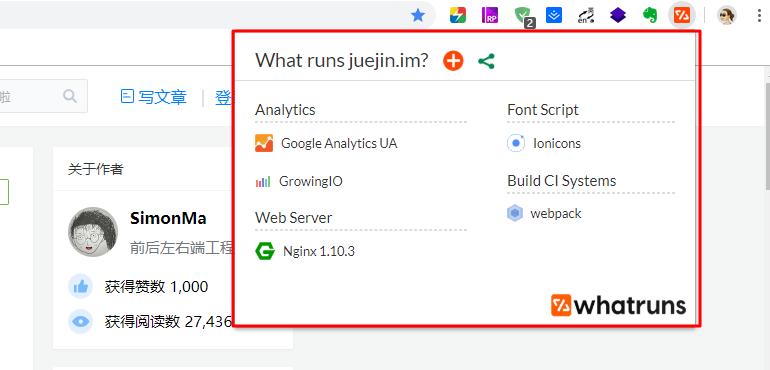 RP
2
en
What runs juejin.im?
啦
写文章
登
Analytics
Google Analytics UA
GrowingIO
Web Server
Nginx 1.10.3
Font Script
Ionicons
Build CI Systems
webpack
whatruns
关于作者
SimonMa
前后左右端工程
获得赞数 1,000
获得阅读数 27,436